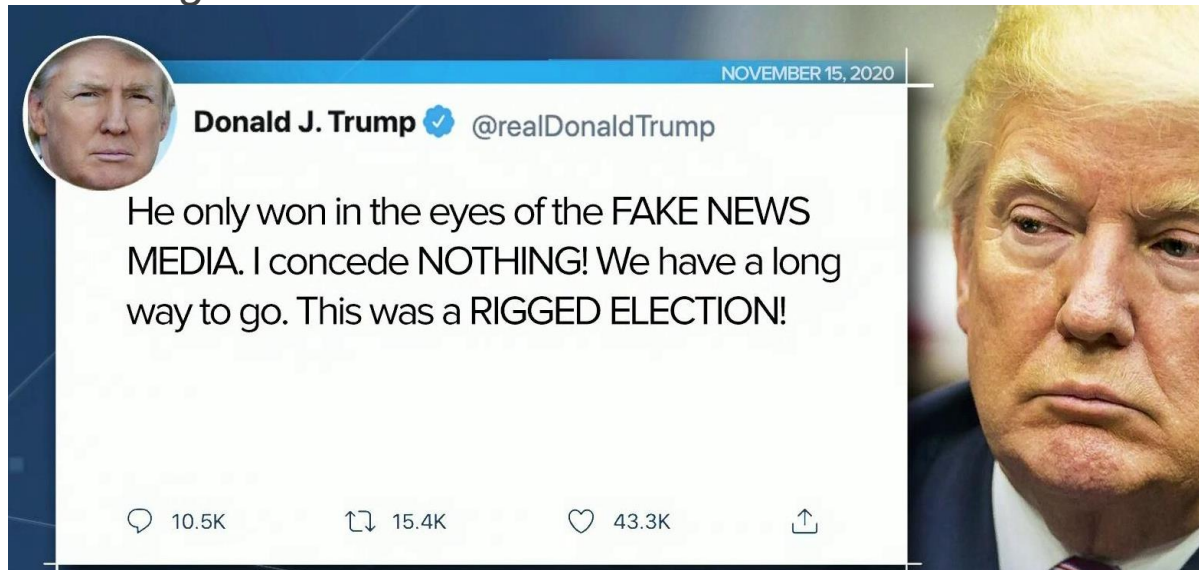 NOVEMBER 15, 2020
Donald J. Trump @realDonaldTrump
He only won in the eyes of the FAKE NEWS
MEDIA. I concede NOTHING! We have a long
way to go. This was a RIGGED ELECTION!
10.5K 15.4K 43.3K